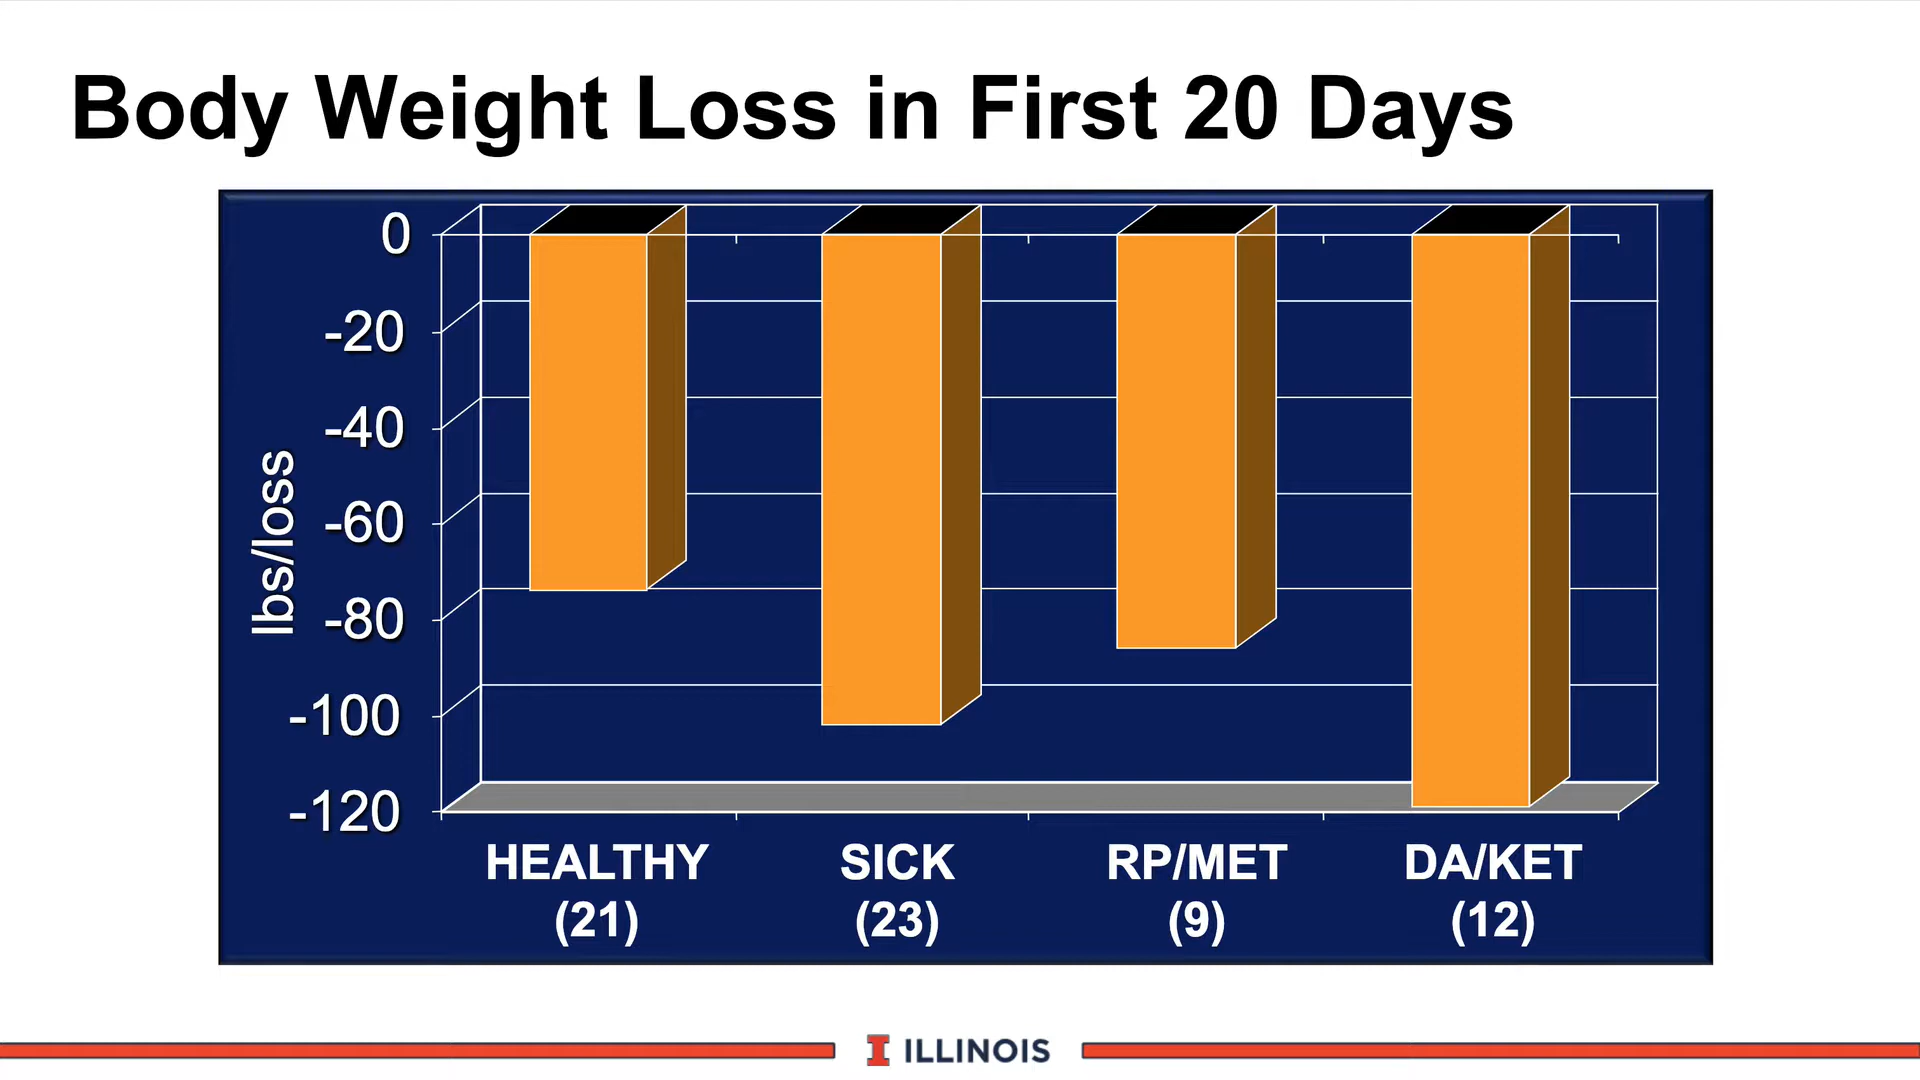 Body Weight Loss in First 20 Days
0
-20
-40
-60
-80
-100
-120
lbs/loss
HEALTHY
(21)
SICK
(23)
RP/MET
(9)
DA/KET
(12)
I ILLINOIS